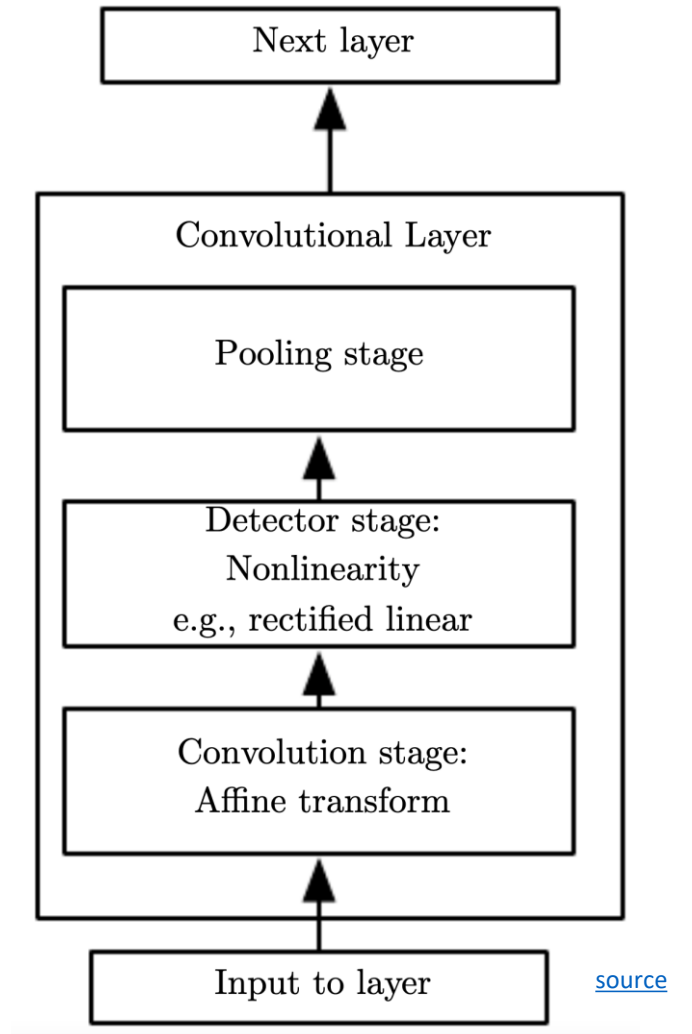 Next layer
Convolutional Layer
Pooling stage
Detector stage:
Nonlinearity
e.g., rectified linear
Convolution stage:
Affine transform
Input to layer
source